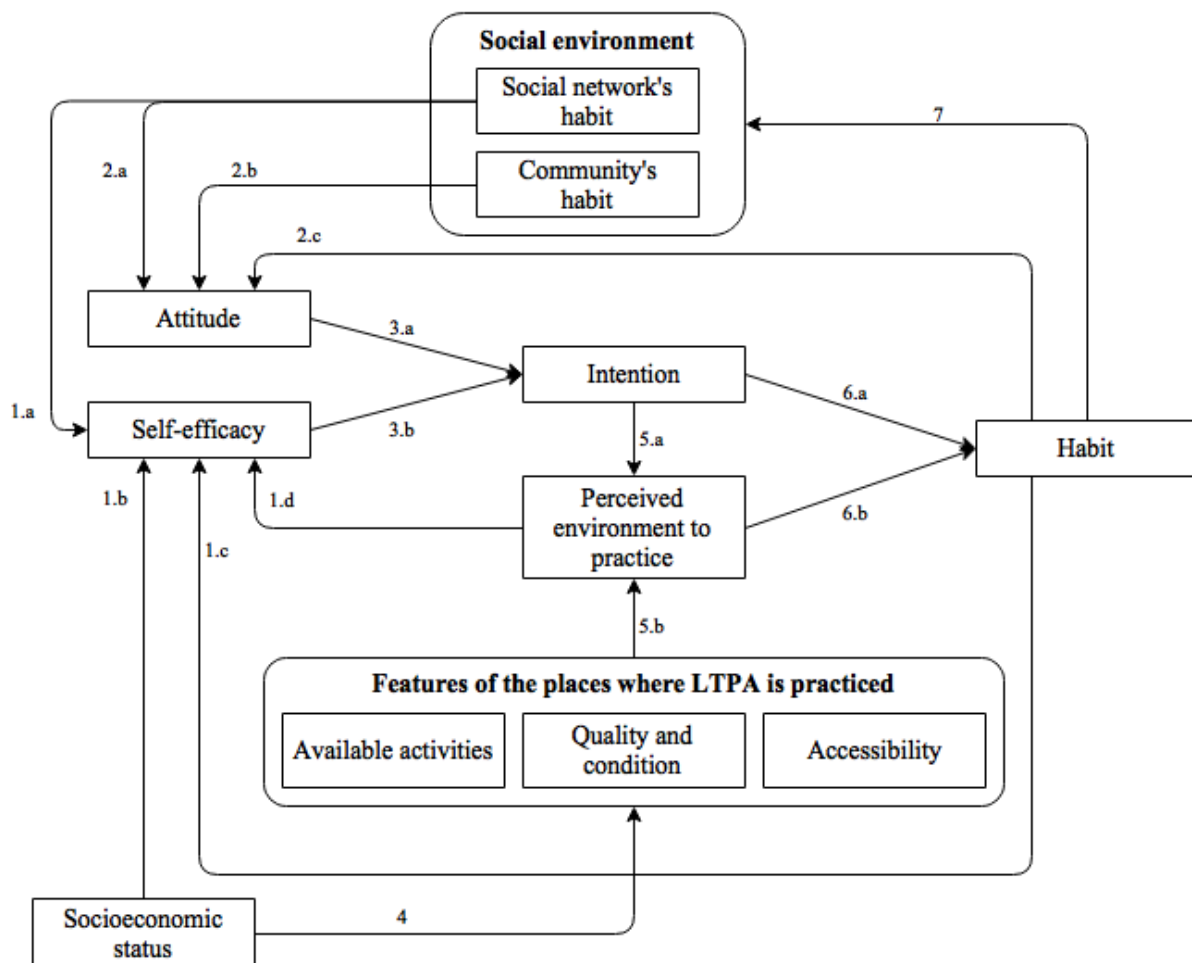 Social environment
Social network's
habit
7
2.a
2.b
Community's
habit
2.c
Attitude
3.a
Intention
6.a
1.a
Self-efficacy
3.b
5.a
Habit
1.b
1.d
Perceived
environment to
practice
6.b
1.c
5.b
Features of the places where LTPA is practiced
Available activities
Quality and
condition
Accessibility
4
Socioeconomic
status